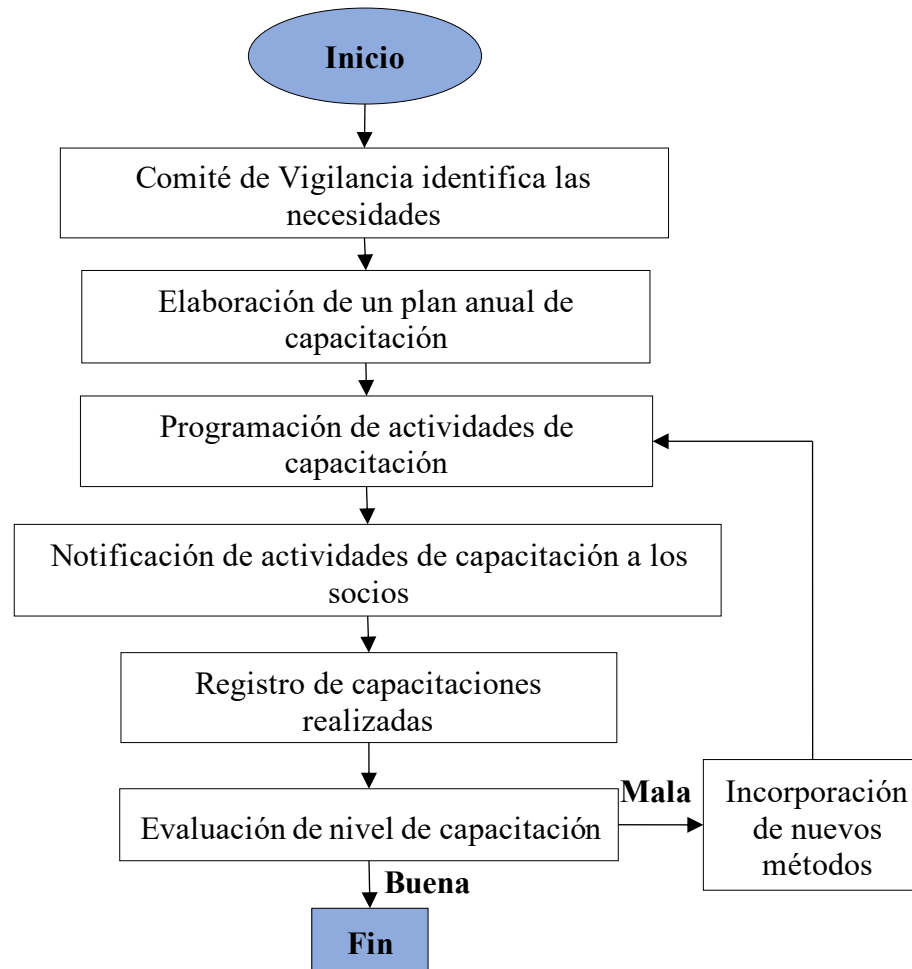 Inicio
Comité de Vigilancia identifica las
necesidades
Elaboración de un plan anual de
capacitación
Programación de actividades de
capacitación
Notificación de actividades de capacitación a los
socios
Registro de capacitaciones
realizadas
Evaluación de nivel de capacitación
Mala
Incorporación
de nuevos
métodos
Buena
Fin